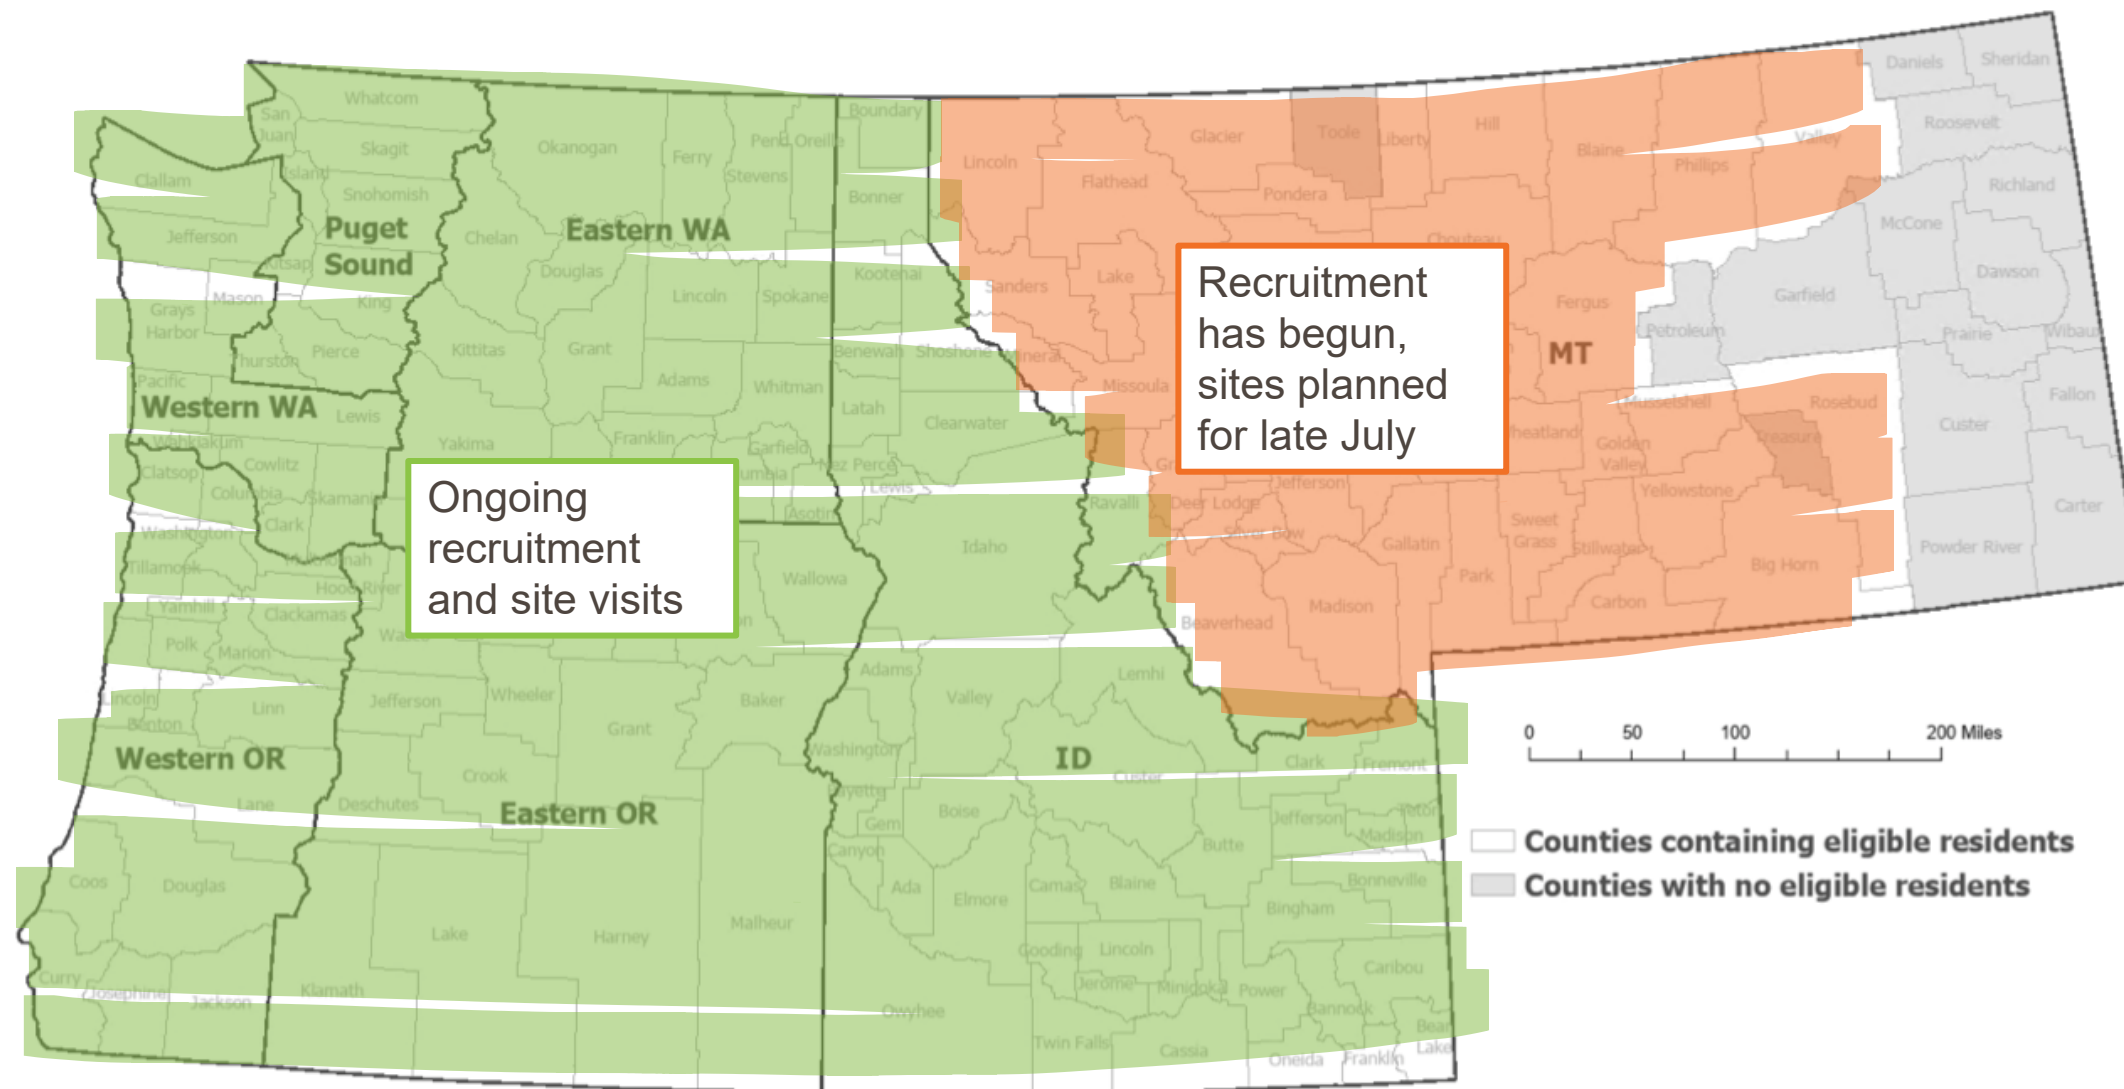 Daniels
Sheridan
Whatcom
San
Juan
Boundary
Roosevelt
Skagit
Okanogan
Ferry
Pend Oreille
Glacier
Toole
Liberty
Hill
Blaine
Valley
Phillips
Lincoln
Flathead
Stevens
Island
Clallam
Snohomish
Bonner
Pondera
Richland
McCone
Jefferson
Puget
Sound
Chelan
Eastern WA
Chouteau
Kitsap
Douglas
Kootenai
Sanders
Lake
Recruitment
has begun,
sites planned
for late July
Fergus
Garfield
Dawson
Mason
King
Lincoln
Spokane
Grays
Harbor
Petroleum
Prairie
Wibaux
Thurston
Pierce
Kittitas
Grant
Benewah
Shoshone
Mineral
MT
Pacific
Adams
Whitman
Missoula
Western WA
Lewis
Latah
Clearwater
Musselshell
Rosebud
Fallon
Custer
Wahkiakum
Yakima
Franklin
Garfield
Golden
Valley
Treasure
Clatsop
Cowlitz
Nez Perce
Lewis
Columbia
Skamania
Jefferson
Yellowstone
Clark
Asotin
Ravalli
Deer Lodge
Silver Bow
Carter
Ongoing
recruitment
and site visits
Washington
Idaho
Gallatin
Sweet
Grass
Stillwater
Powder River
Tillamook
Multnomah
Hood River
Wallowa
Park
Big Horn
Yamhill
Clackamas
Madison
Carbon
Beaverhead
Polk
Marion
Adams
Lemhi
Lincoln
Linn
Jefferson
Wheeler
Baker
Valley
Benton
Grant
Western OR
Washington
ID
Custer
Clark
Fremont
0 50 100 200 Miles
Crook
Lane
Deschutes
Eastern OR
Payette
Gem
Boise
Jefferson
Teton
Madison
Canyon
Butte
Counties containing eligible residents
Counties with no eligible residents
Coos
Douglas
Ada
Elmore
Camas
Blaine
Bonneville
Bingham
Lake
Harney
Malheur
Gooding
Lincoln
Caribou
Curry
Josephine
Jackson
Klamath
Jerome
Minidoka
Power
Bannock
Owyhee
Twin Falls
Cassia
Oneida
Franklin
Bear
Lake